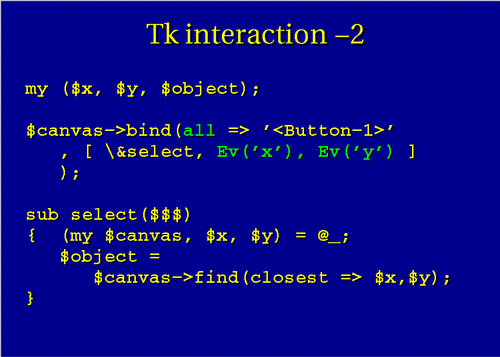 Tk interaction –2
my ($x, $y, $object);
$canvas->bind(all => ’<Button-1>’
, [ \&select, Ev(’x’), Ev(’y’) ]
);
sub select($$$)
{ (my $canvas, $x, $y) = @_;
$object =
$canvas->find(closest => $x,$y);
}